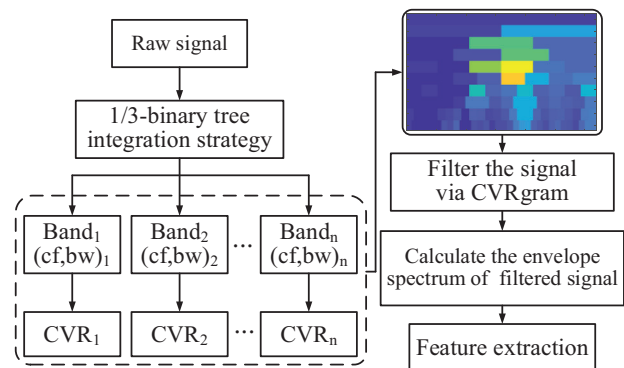 Raw signal
1/3-binary tree
integration strategy
Band₁
(cf,bw)₁
Band₂
(cf,bw)₂
...
Bandₙ
(cf,bw)ₙ
CVR₁
CVR₂
...
CVRₙ
Filter the signal
via CVRgram
Calculate the envelope
spectrum of filtered signal
Feature extraction